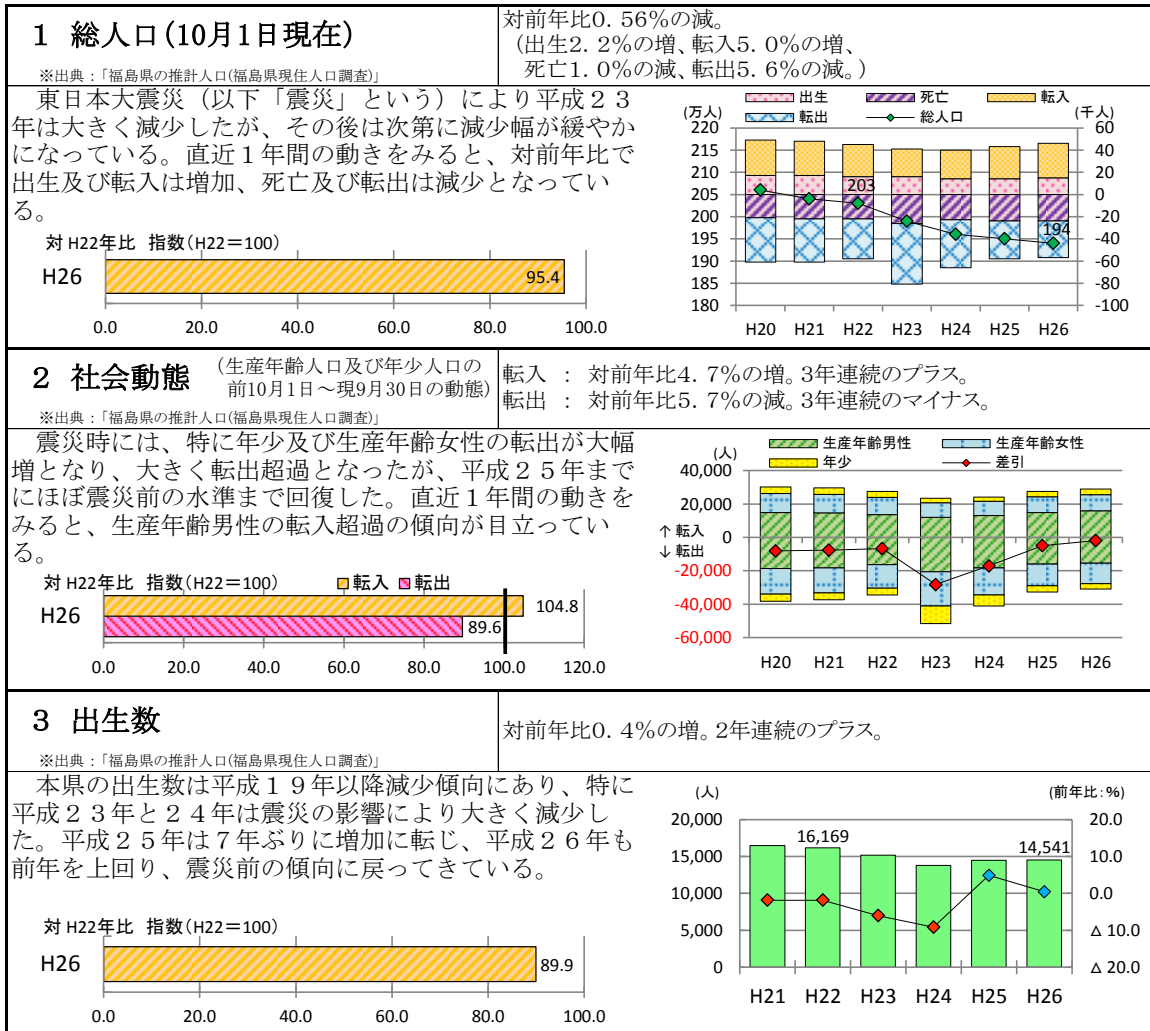 1 総人口(10月1日現在)
※出典：「福島県の推計人口(福島県現住人口調査)」
対前年比0.56%の減。
(出生2.2%の増、転入5.0%の増、
死亡1.0%の減、転出5.6%の減。)
東日本大震災（以下「震災」という）により平成２３
年は大きく減少したが、その後は次第に減少幅が緩やか
になっている。直近１年間の動きをみると、対前年比で
出生及び転入は増加、死亡及び転出は減少となってい
る。
対H22年比 指数(H22＝100)
H26
95.4
0.0 20.0 40.0 60.0 80.0 100.0
出生 死亡 転入
転出 総人口
(万人) (千人)
220 60
215 40
210 20
205 0
200 -20
195 -40
190 -60
185 -80
180 -100
203
194
H20 H21 H22 H23 H24 H25 H26
2 社会動態
(生産年齢人口及び年少人口の
前10月1日～現9月30日の動態)
※出典：「福島県の推計人口(福島県現住人口調査)」
転入 ： 対前年比4.7%の増。3年連続のプラス。
転出 ： 対前年比5.7%の減。3年連続のマイナス。
震災時には、特に年少及び生産年齢女性の転出が大幅
増となり、大きく転出超過となったが、平成２５年まで
にほぼ震災前の水準まで回復した。直近１年間の動きを
みると、生産年齢男性の転入超過の傾向が目立ってい
る。
対H22年比 指数(H22＝100)
転入 転出
H26
104.8
89.6
0.0 20.0 40.0 60.0 80.0 100.0 120.0
生産年齢男性 生産年齢女性
年少 差引
(人)
40,000
20,000
0
-20,000
-40,000
-60,000
↑転入
↓転出
H20 H21 H22 H23 H24 H25 H26
3 出生数
※出典：「福島県の推計人口(福島県現住人口調査)」
対前年比0.4%の増。2年連続のプラス。
本県の出生数は平成１９年以降減少傾向にあり、特に
平成２３年と２４年は震災の影響により大きく減少し
た。平成２５年は７年ぶりに増加に転じ、平成２６年も
前年を上回り、震災前の傾向に戻ってきている。
対H22年比 指数(H22＝100)
H26
89.9
0.0 20.0 40.0 60.0 80.0 100.0
(人) (前年比：%)
20,000 20.0
15,000 10.0
10,000 0.0
5,000 Δ 10.0
0 Δ 20.0
16,169
14,541
H21 H22 H23 H24 H25 H26